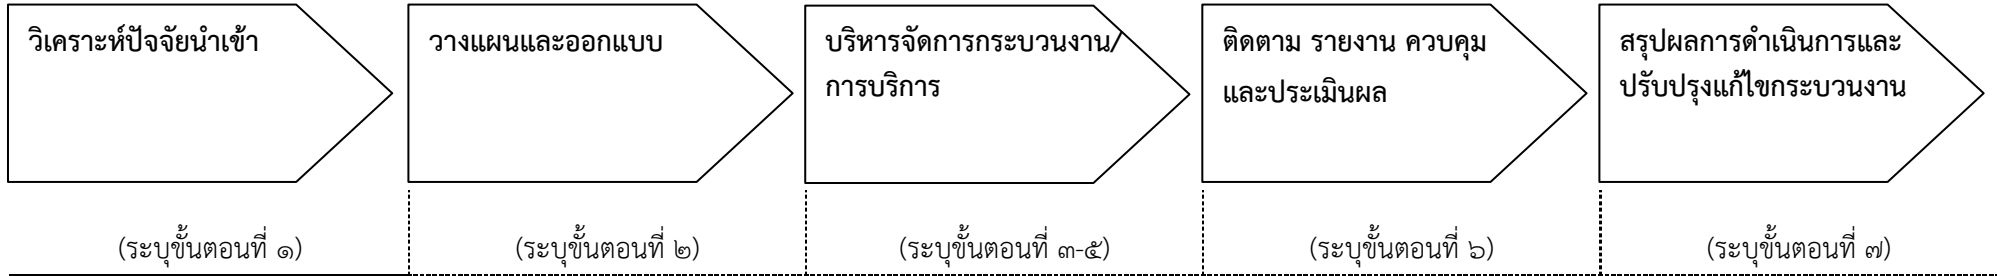 วิเคราะห์ปัจจัยนำเข้า
วางแผนและออกแบบ
บริหารจัดการกระบวนงาน/
การบริการ
ติดตาม รายงาน ควบคุม
และประเมินผล
สรุปผลการดำเนินการและ
ปรับปรุงแก้ไขกระบวนงาน
(ระบุขั้นตอนที่ ๑)
(ระบุขั้นตอนที่ ๒)
(ระบุขั้นตอนที่ ๓-๕)
(ระบุขั้นตอนที่ ๖)
(ระบุขั้นตอนที่ ๗)